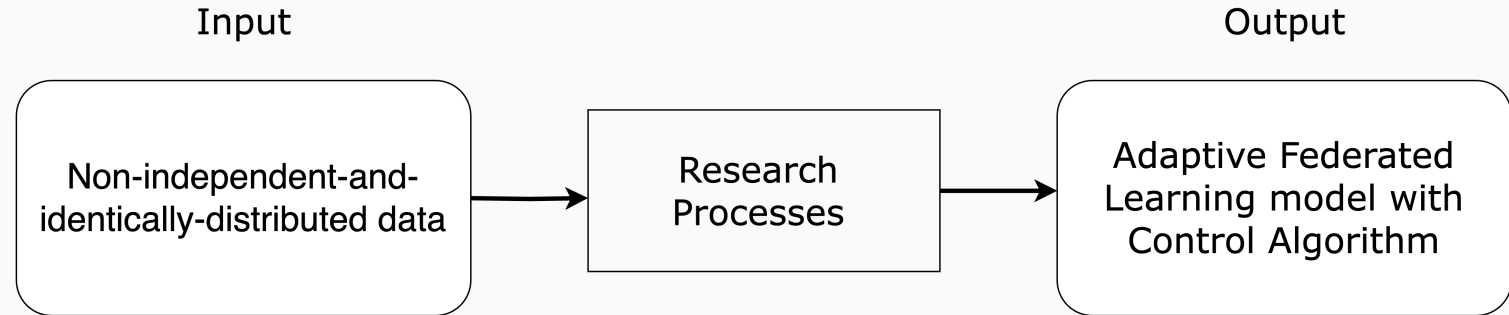 Input
Output
Non-independent-and-
identically-distributed data
Research
Processes
Adaptive Federated
Learning model with
Control Algorithm